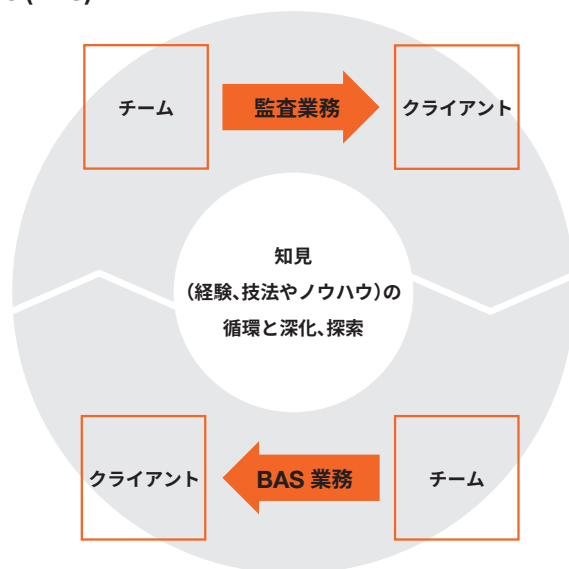 チーム
監査業務
クライアント
知見
（経験、技法やノウハウ）の
循環と深化、探索
クライアント
BAS 業務
チーム